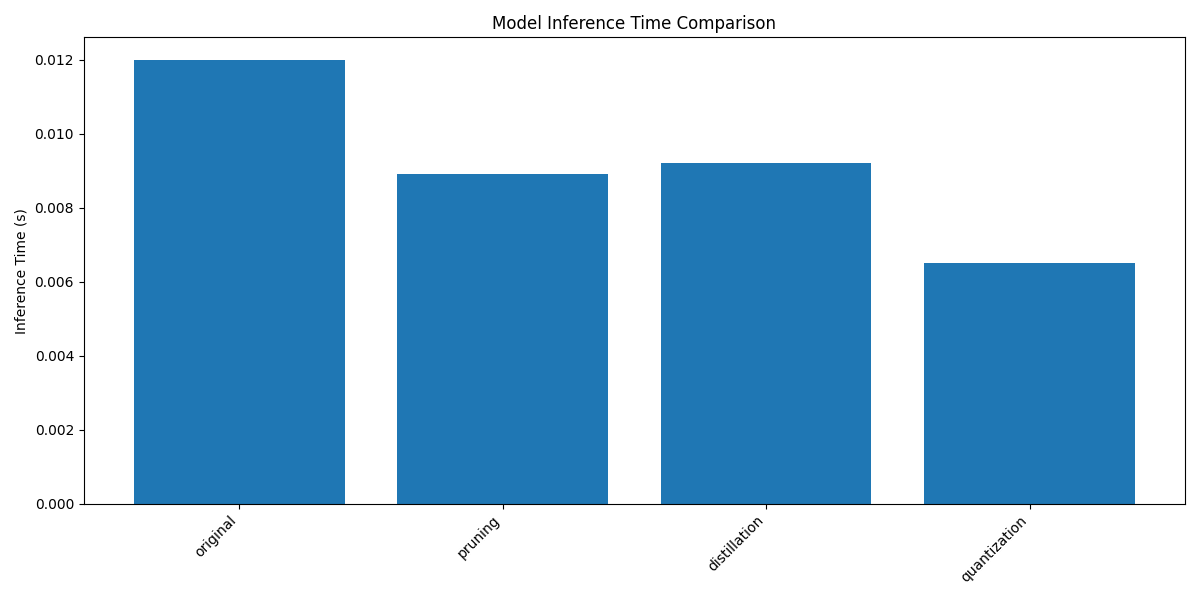 Model Inference Time Comparison
Inference Time (s)
0.012
0.010
0.008
0.006
0.004
0.002
0.000
original
pruning
distillation
quantization